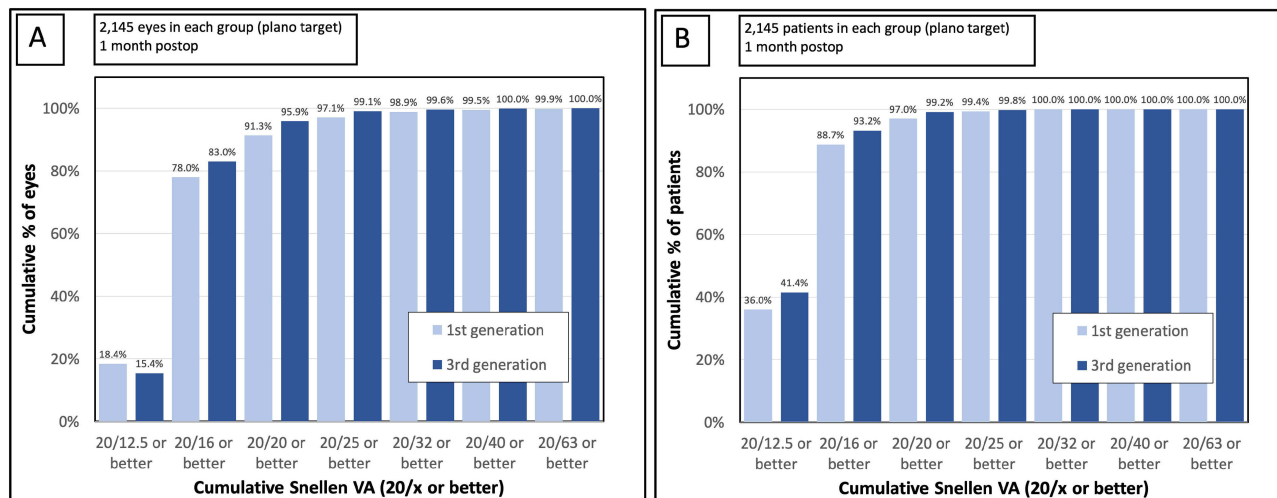 A
2,145 eyes in each group (plano target)
1 month postop
Cumulative % of eyes
100%
80%
60%
40%
20%
0%
18.4%
15.4%
78.0%
83.0%
91.3%
95.9%
97.1%
99.1%
98.9%
99.6%
99.5%
100.0%
99.9%
100.0%
1st generation
3rd generation
20/12.5 or
better
20/16 or
better
20/20 or
better
20/25 or
better
20/32 or
better
20/40 or
better
20/63 or
better
Cumulative Snellen VA (20/x or better)
B
2,145 patients in each group (plano target)
1 month postop
Cumulative % of patients
100%
80%
60%
40%
20%
0%
36.0%
41.4%
88.7%
93.2%
97.0%
99.2%
99.4%
99.8%
100.0%
100.0%
100.0%
100.0%
100.0%
100.0%
1st generation
3rd generation
20/12.5 or
better
20/16 or
better
20/20 or
better
20/25 or
better
20/32 or
better
20/40 or
better
20/63 or
better
Cumulative Snellen VA (20/x or better)